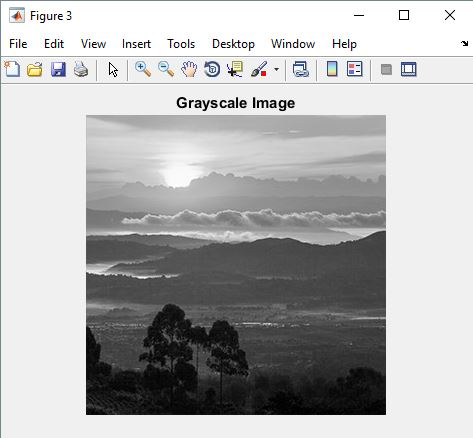 Figure 3
File Edit View Insert Tools Desktop Window Help
Grayscale Image